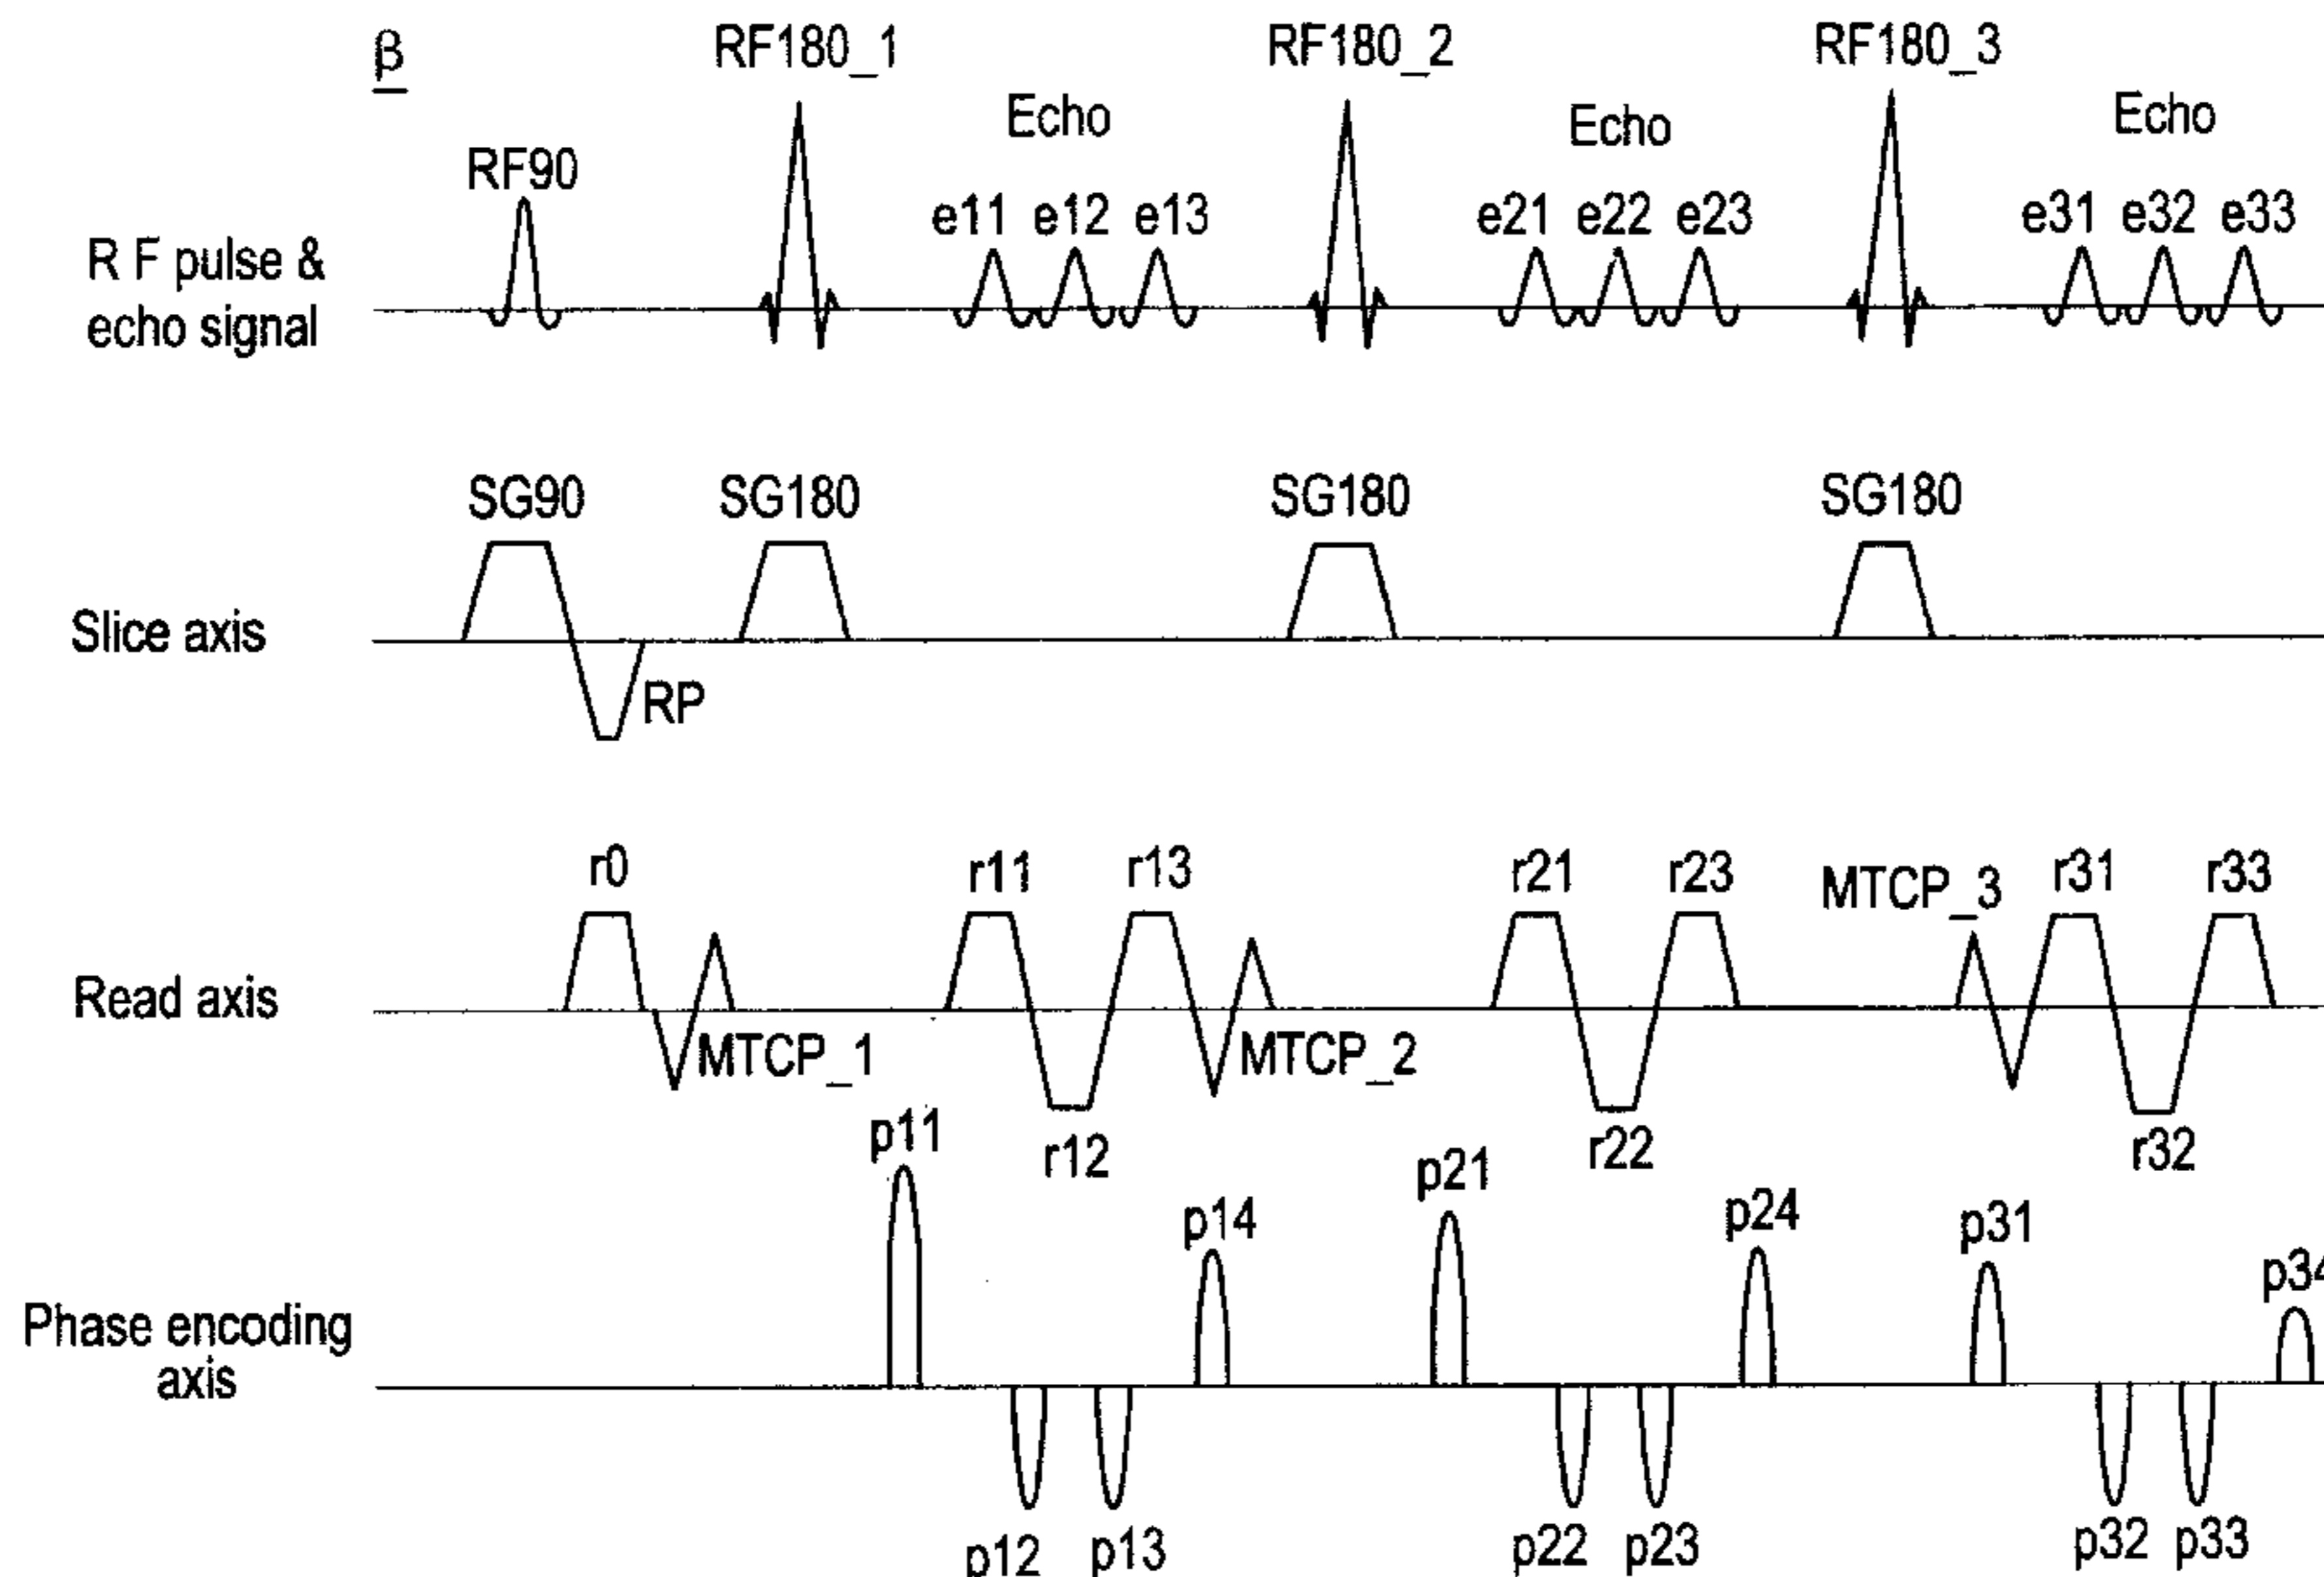 β
RF180_1
RF180_2
RF180_3
Echo
Echo
Echo
RF90
e11 e12 e13
e21 e22 e23
e31 e32 e33
R F pulse &
echo signal
SG90
SG180
SG180
SG180
Slice axis
RP
r0
r11
r13
r21
r23
MTCP_3
r31
r33
Read axis
MTCP_1
MTCP_2
p11
r12
r22
r32
p21
p14
p24
p31
p34
Phase encoding
axis
p12 p13
p22 p23
p32 p33